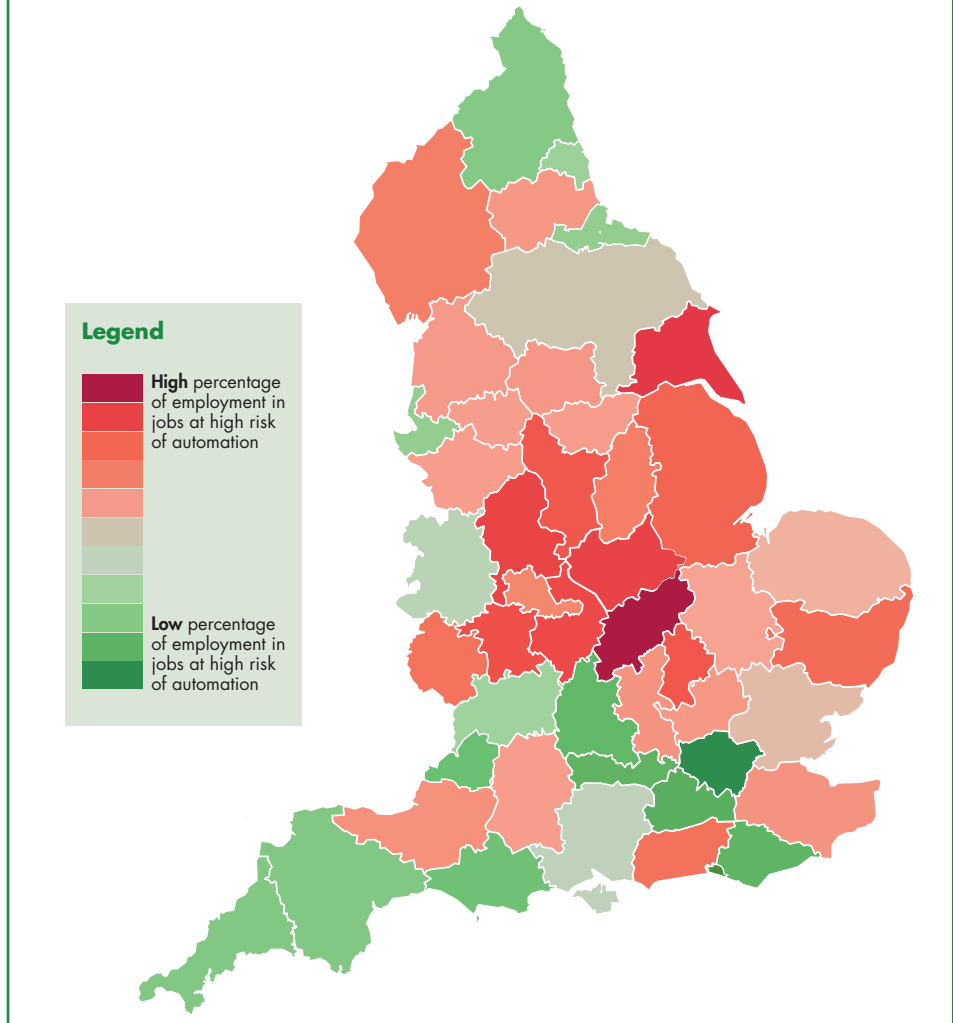 Legend
High percentage
of employment in
jobs at high risk
of automation
Low percentage
of employment in
jobs at high risk
of automation